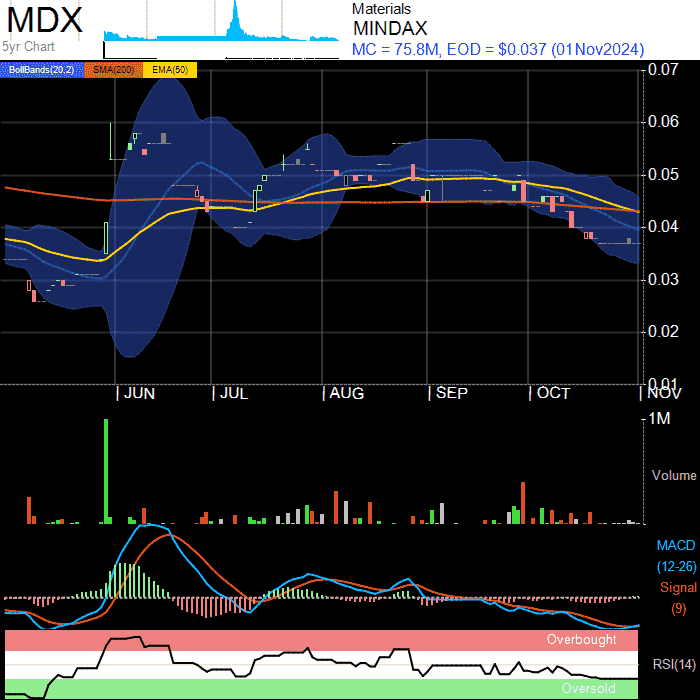 MDX
5yr Chart
Materials
MINDAX
MC = 75.8M, EOD = $0.037 (01Nov2024)
BollBands(20,2) SMA(200) EMA(50)
0.07
0.06
0.05
0.04
0.03
0.02
0.01
| JUN | JUL | AUG | SEP | OCT | NOV
1M
Volume
MACD
(12-26)
Signal
(9)
Overbought
RSI(14)
Oversold